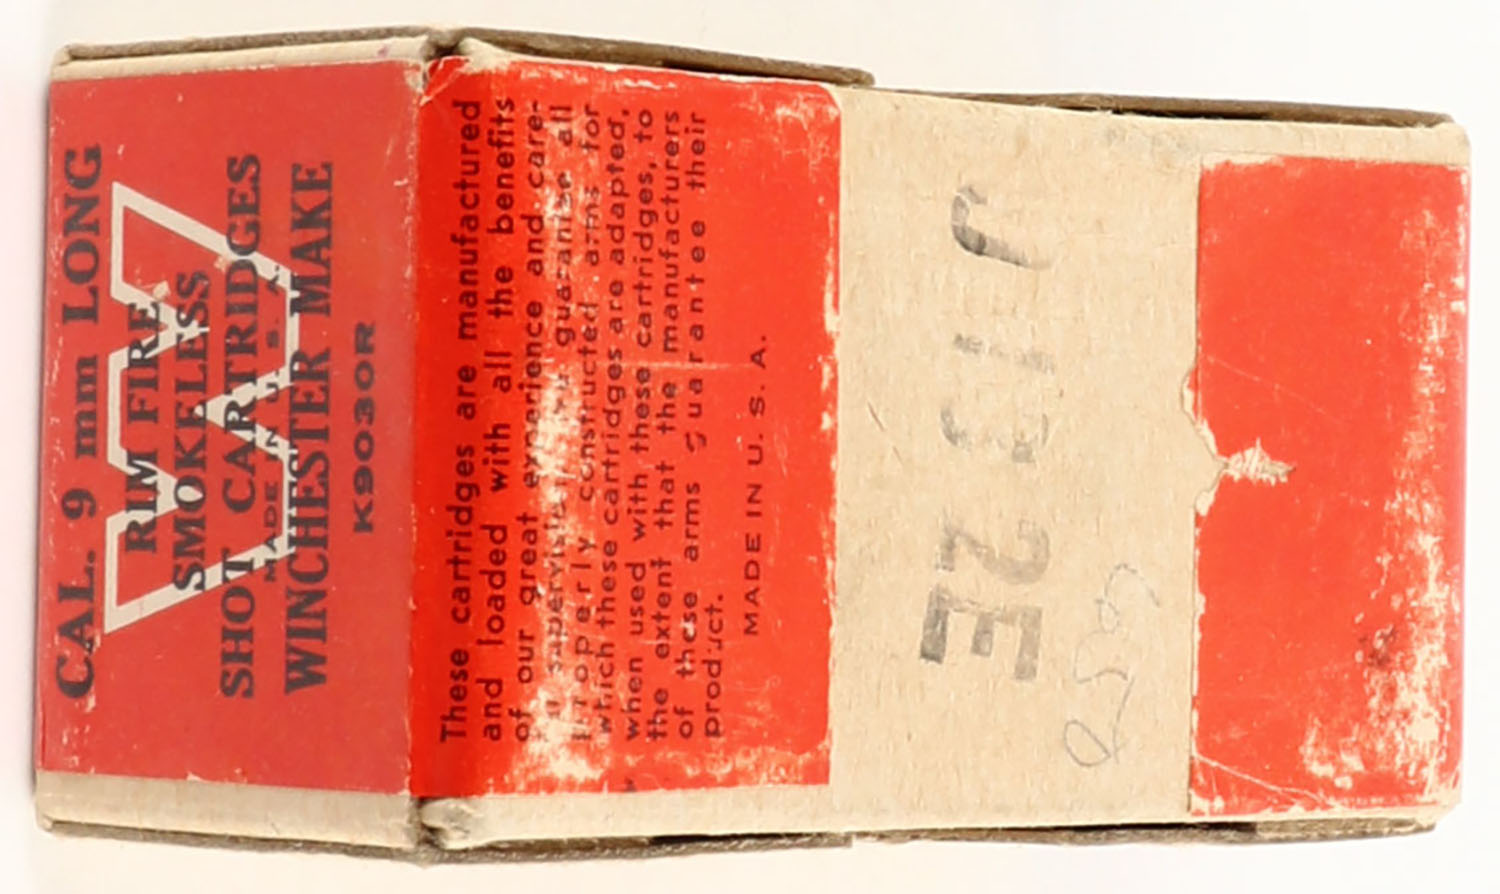 CAL. 9 mm LONG
RIM FIRE
SMOKELESS
SHOT CARTRIDGES
MADE IN U. S. A.
WINCHESTER MAKE
K9030R
These cartridges are manufactured
and loaded with all the benefits
of our great experience and care-
supervision guarantee all
properly constructed arms for
which these cartridges are adapted,
when used with these cartridges, to
the extent that the manufacturers
of these arms guarantee their
product.
MADE IN U. S. A.
J132E